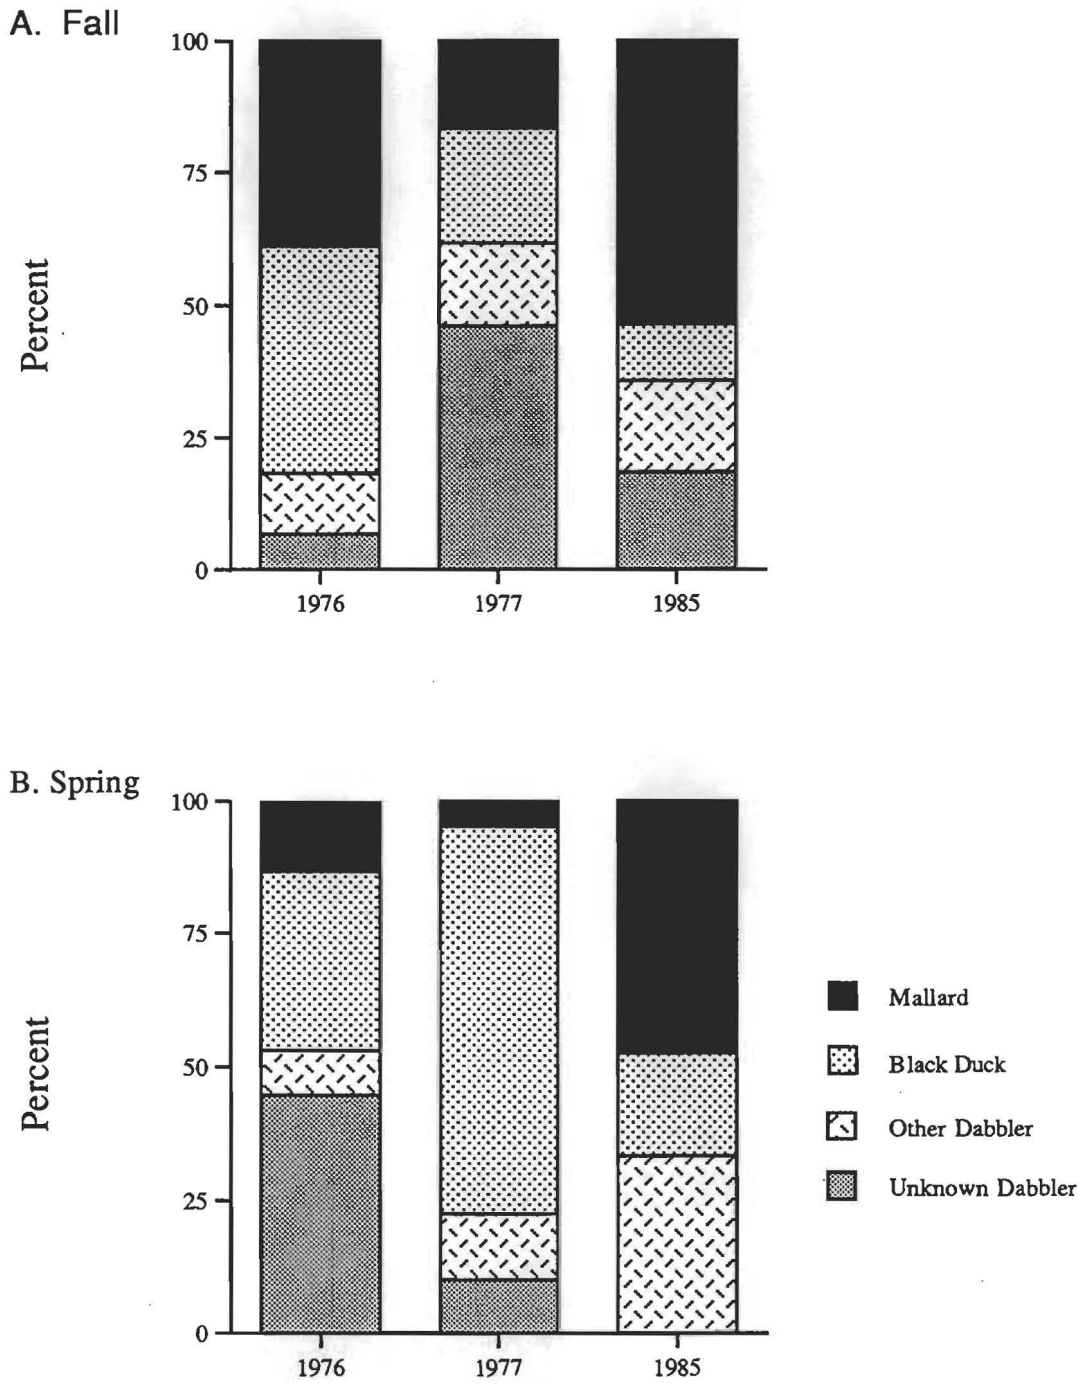 A. Fall
100
75
50
25
0
Percent
1976 1977 1985
B. Spring
100
75
50
25
0
Percent
1976 1977 1985
Mallard
Black Duck
Other Dabbler
Unknown Dabbler